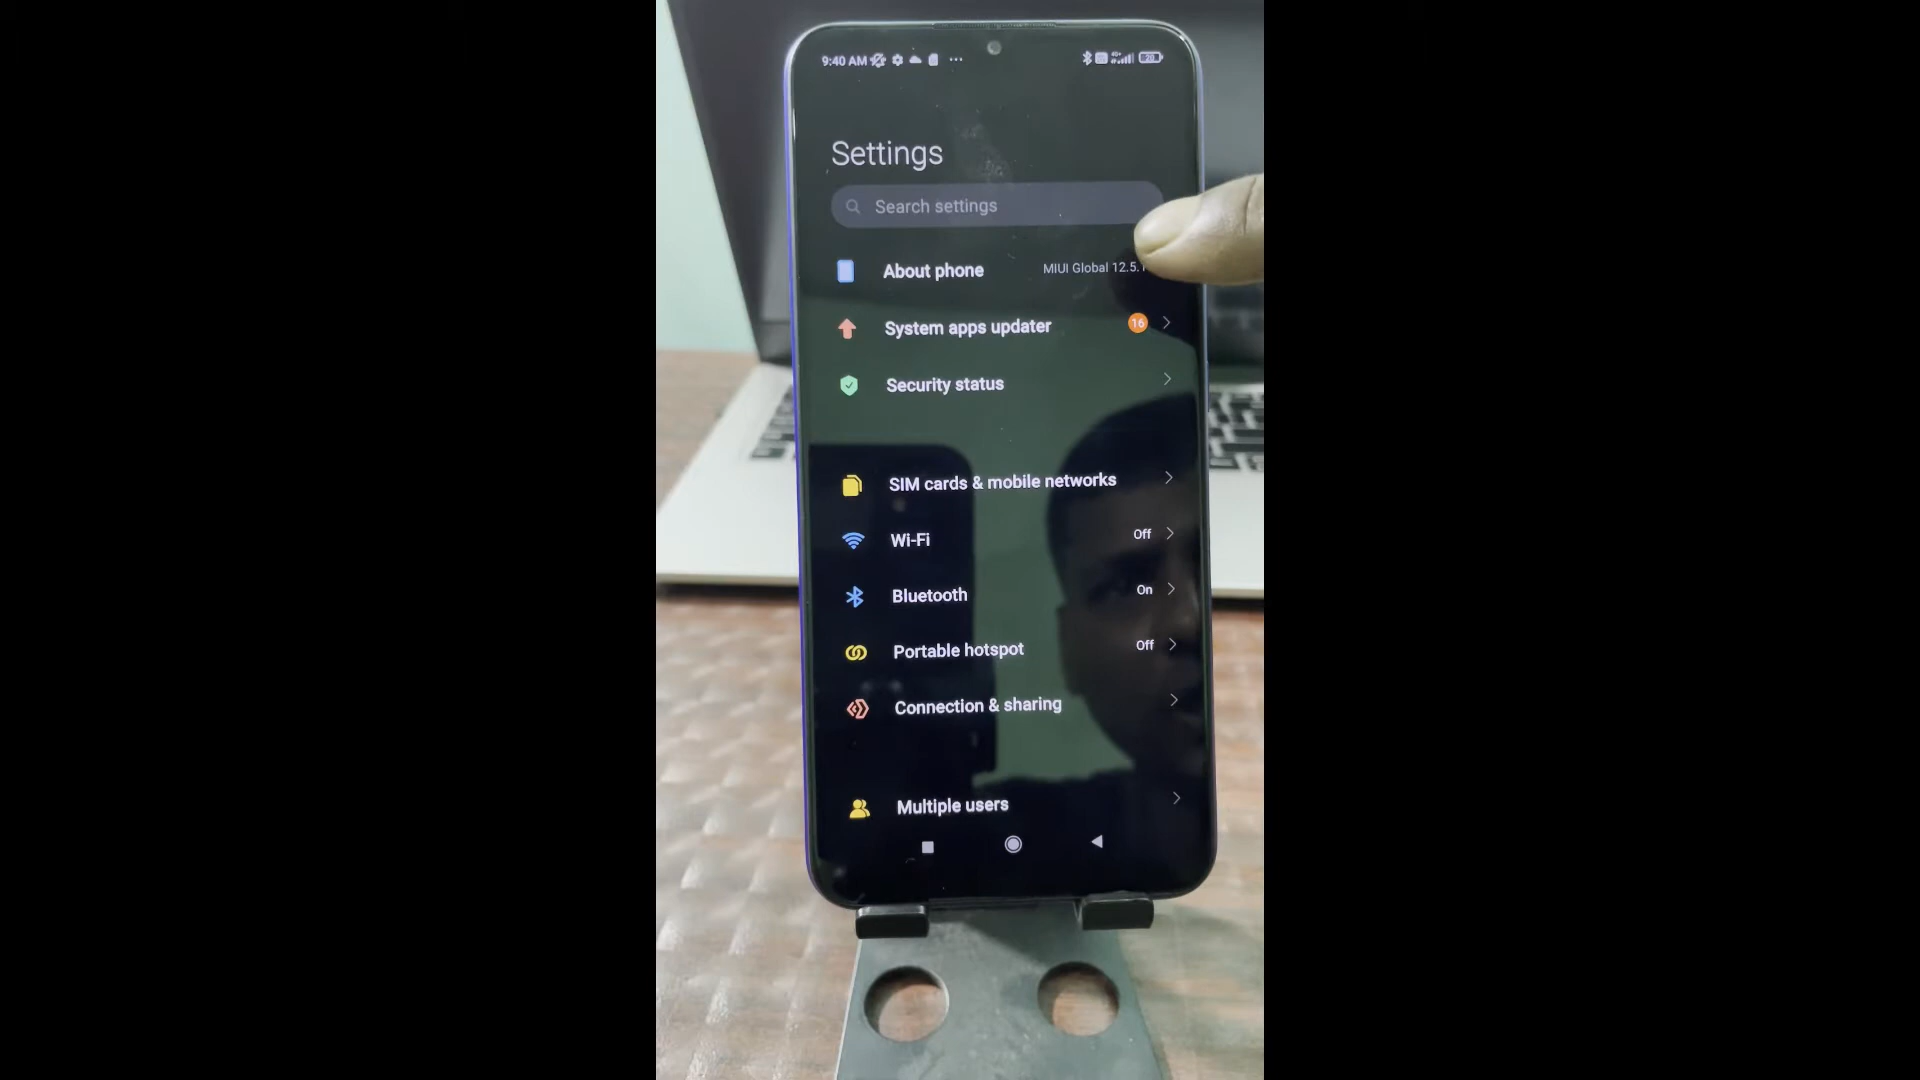 9:40 AM
20
Settings
Search settings
About phone
MIUI Global 12.5.
System apps updater
16
Security status
SIM cards & mobile networks
Wi-Fi
Off
Bluetooth
On
Portable hotspot
Off
Connection & sharing
Multiple users